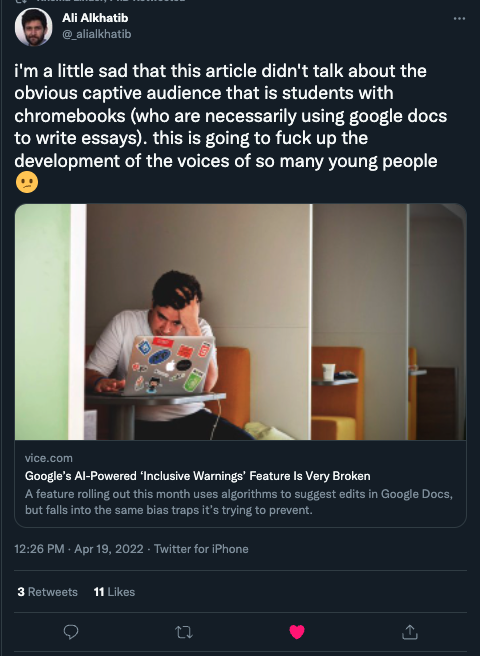 Ali Alkhatib
@_alialkhatib
i'm a little sad that this article didn't talk about the
obvious captive audience that is students with
chromebooks (who are necessarily using google docs
to write essays). this is going to fuck up the
development of the voices of so many young people
😕
vice.com
Google's AI-Powered ‘Inclusive Warnings’ Feature Is Very Broken
A feature rolling out this month uses algorithms to suggest edits in Google Docs,
but falls into the same bias traps it's trying to prevent.
12:26 PM · Apr 19, 2022 · Twitter for iPhone
3 Retweets 11 Likes